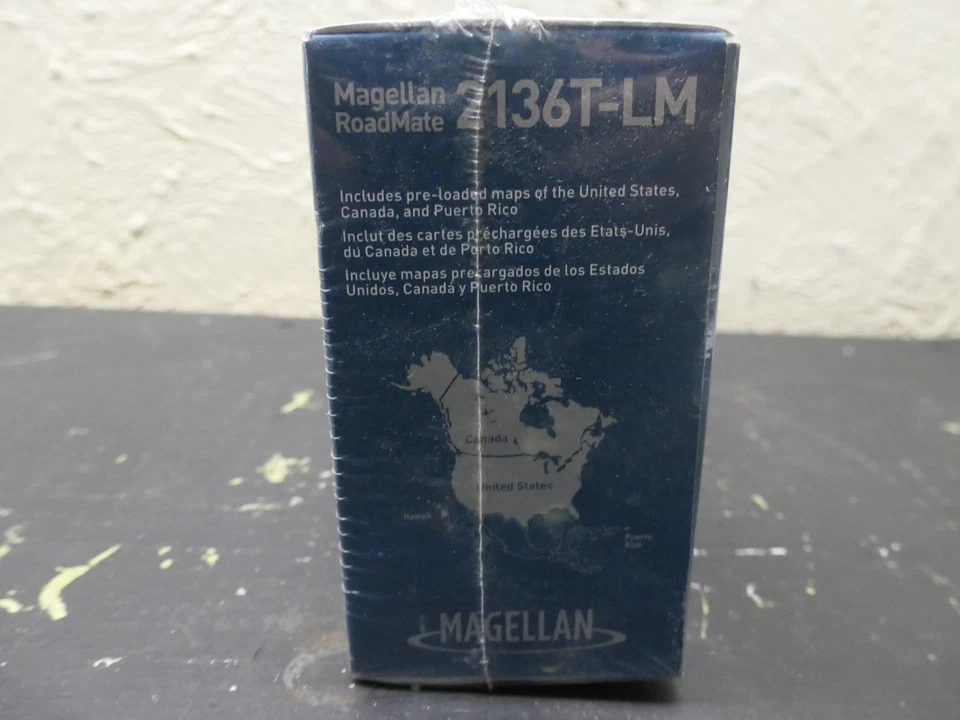 Magellan
RoadMate 2136T-LM
Includes pre-loaded maps of the United States,
Canada, and Puerto Rico
Inclut des cartes préchargées des Etats-Unis,
du Canada et de Porto Rico
Incluye mapas precargados de los Estados
Unidos, Canadá y Puerto Rico
Canada
United States
Hawaii
Puerto
Rico
MAGELLAN